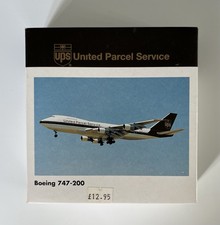 ups United Parcel Service
Boeing 747-200
£12.95